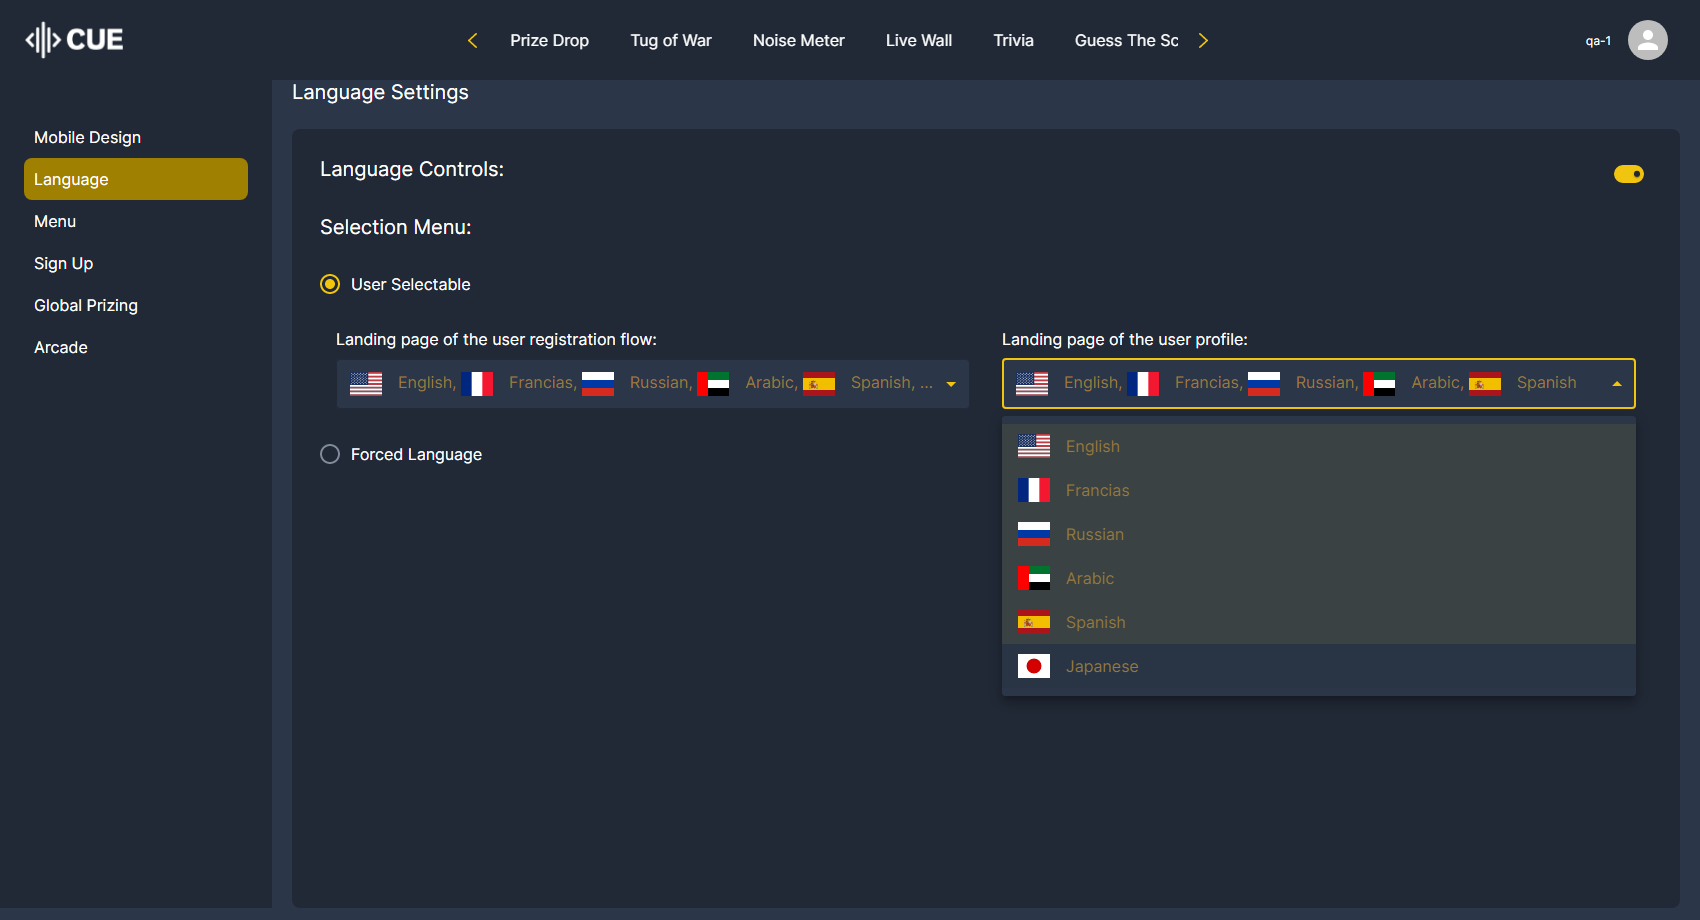 CUE
Prize Drop Tug of War Noise Meter Live Wall Trivia Guess The Sc
qa-1
Mobile Design
Language
Menu
Sign Up
Global Prizing
Arcade
Language Settings
Language Controls:
Selection Menu:
User Selectable
Landing page of the user registration flow:
English, Francias, Russian, Arabic, Spanish, ...
Forced Language
Landing page of the user profile:
English, Francias, Russian, Arabic, Spanish
English
Francias
Russian
Arabic
Spanish
Japanese